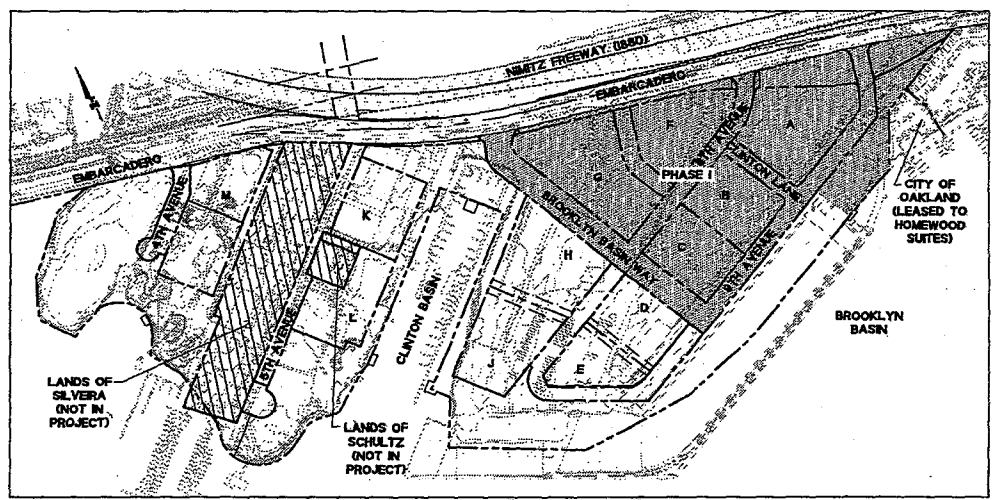 NIMITZ FREEWAY (I880)
EMBARCADERO
EMBARCADERO
4TH AVENUE
M
K
L
5TH AVENUE
CLINTON BASIN
G
F
A
9TH AVENUE
PHASE I
CLINTON LANE
B
C
BROOKLYN BASIN WAY
8TH AVENUE
H
D
J
E
CITY OF
OAKLAND
(LEASED TO
HOMEWOOD
SUITES)
BROOKLYN
BASIN
LANDS OF
SILVEIRA
(NOT IN
PROJECT)
LANDS OF
SCHULTZ
(NOT IN
PROJECT)